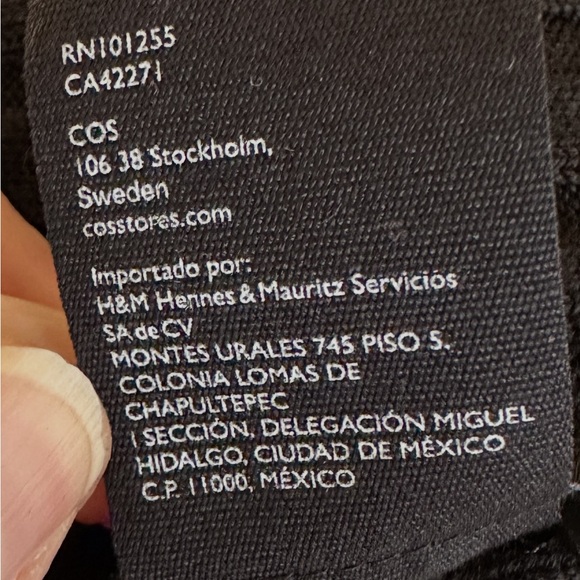 RN101255
CA42271
COS
106 38 Stockholm,
Sweden
cosstores.com
Importado por:
H&M Hennes & Mauritz Servicios
SA de CV
MONTES URALES 745 PISO 5.
COLONIA LOMAS DE
CHAPULTEPEC
I SECCIÓN, DELEGACIÓN MIGUEL
HIDALGO, CIUDAD DE MÉXICO
C.P. 11000, MÉXICO